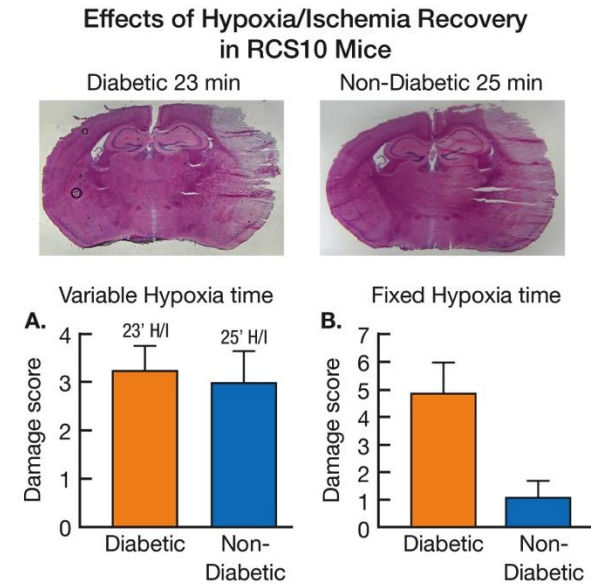 Effects of Hypoxia/Ischemia Recovery
in RCS10 Mice
Diabetic 23 min
Non-Diabetic 25 min
Variable Hypoxia time
A.
4
3
2
1
0
Damage score
23' H/I
25' H/I
Diabetic
Non-
Diabetic
Fixed Hypoxia time
B.
7
6
5
4
3
2
1
0
Damage score
Diabetic
Non-
Diabetic